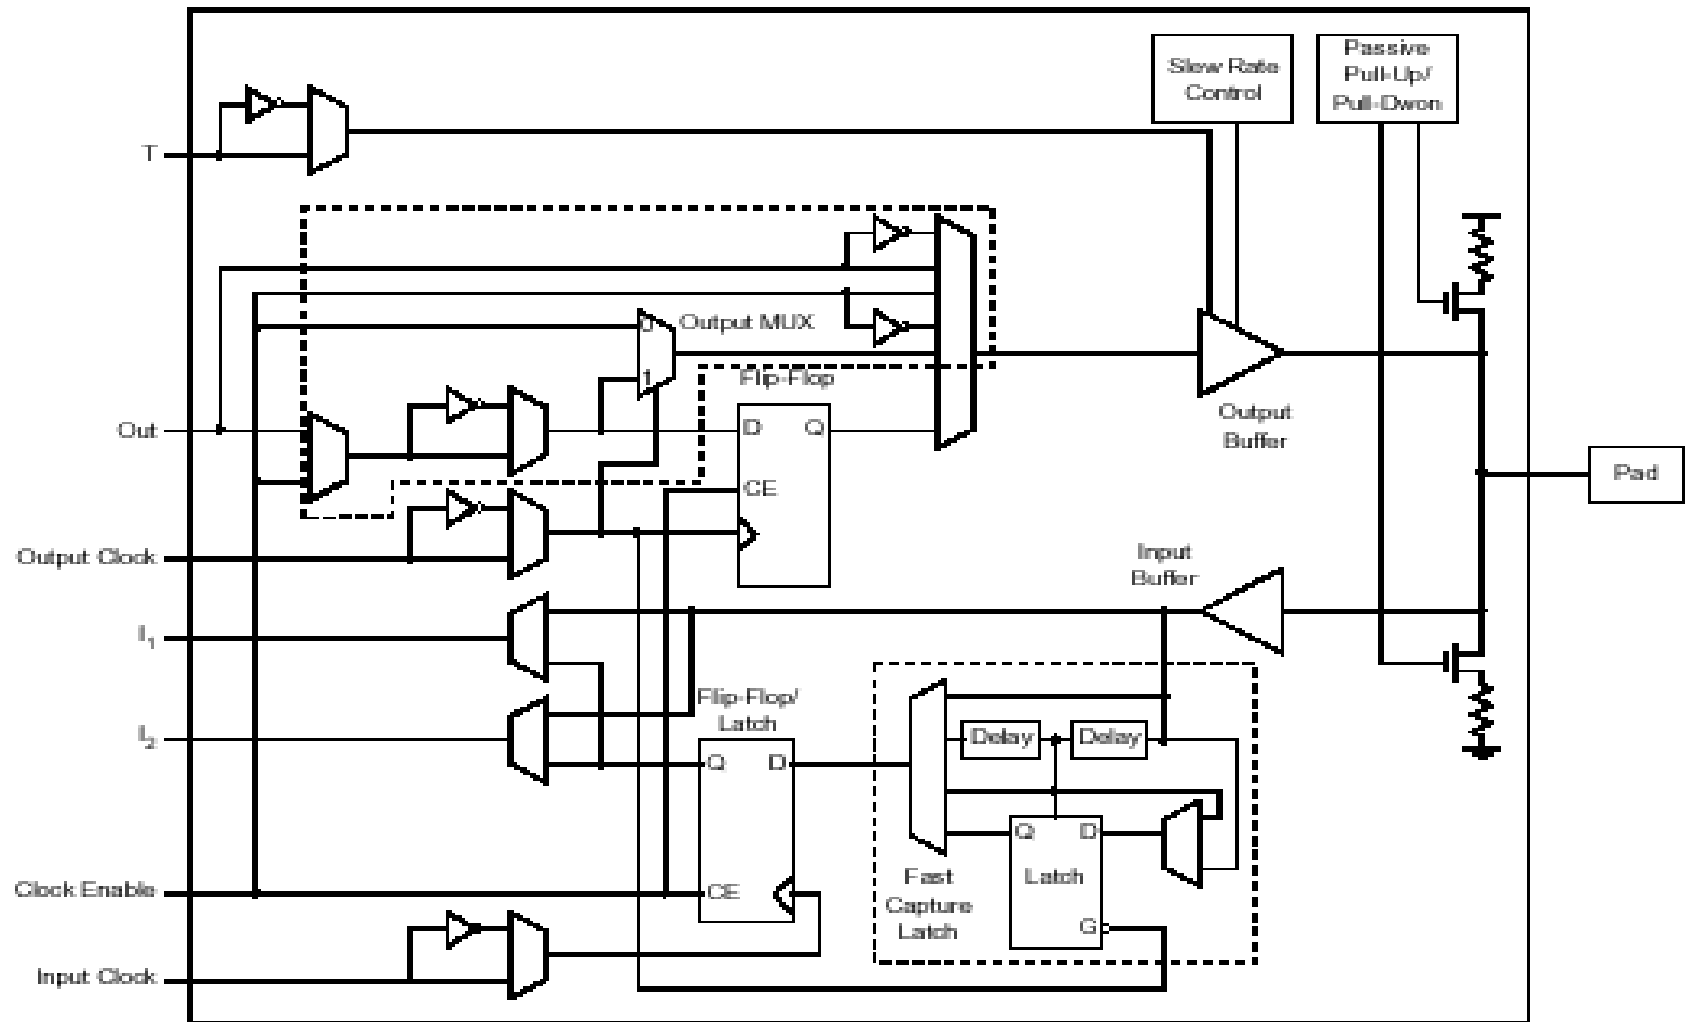 Slew Rate
Control
Passive
Pull-Up/
Pull-Dwon
T
0
Output MUX
1
Flip-Flop
Out
D Q
Output
Buffer
CE
Pad
Output Clock
Input
Buffer
I1
Flip-Flop/
Latch
I2
Delay Delay
Q D
Q D
Clock Enable
CE
Fast
Capture
Latch
Latch
G
Input Clock